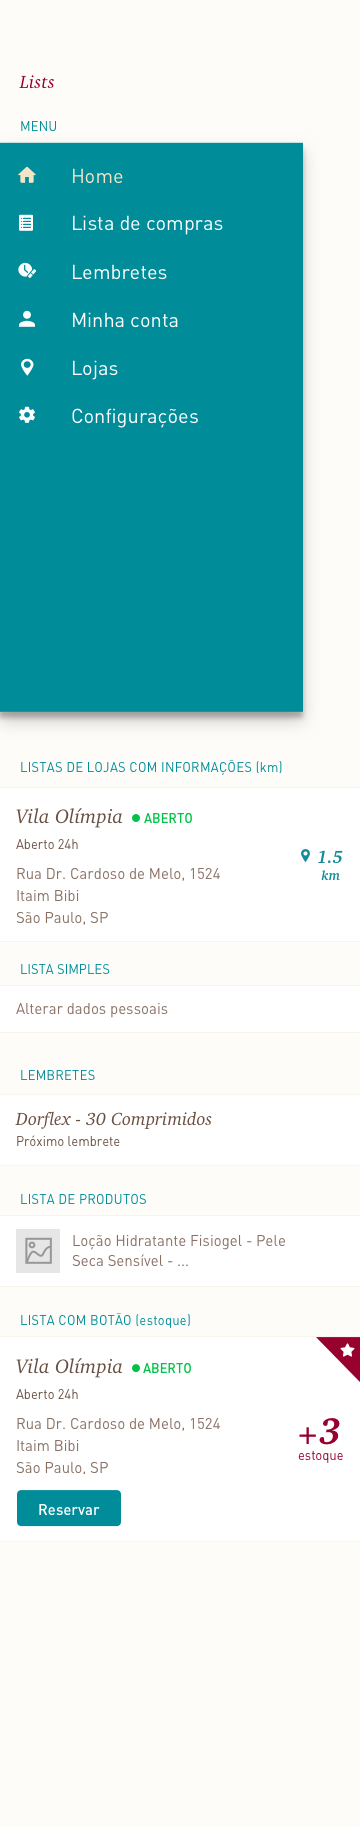 Lists
MENU
Home
Lista de compras
Lembretes
Minha conta
Lojas
Configurações
LISTAS DE LOJAS COM INFORMAÇÕES (km)
Vila Olímpia ABERTO
Aberto 24h
1.5
km
Rua Dr. Cardoso de Melo, 1524
Itaim Bibi
São Paulo, SP
LISTA SIMPLES
Alterar dados pessoais
LEMBRETES
Dorflex - 30 Comprimidos
Próximo lembrete
LISTA DE PRODUTOS
Loção Hidratante Fisiogel - Pele
Seca Sensível - ...
LISTA COM BOTÃO (estoque)
Vila Olímpia ABERTO
Aberto 24h
Rua Dr. Cardoso de Melo, 1524
Itaim Bibi
São Paulo, SP
+3
estoque
Reservar